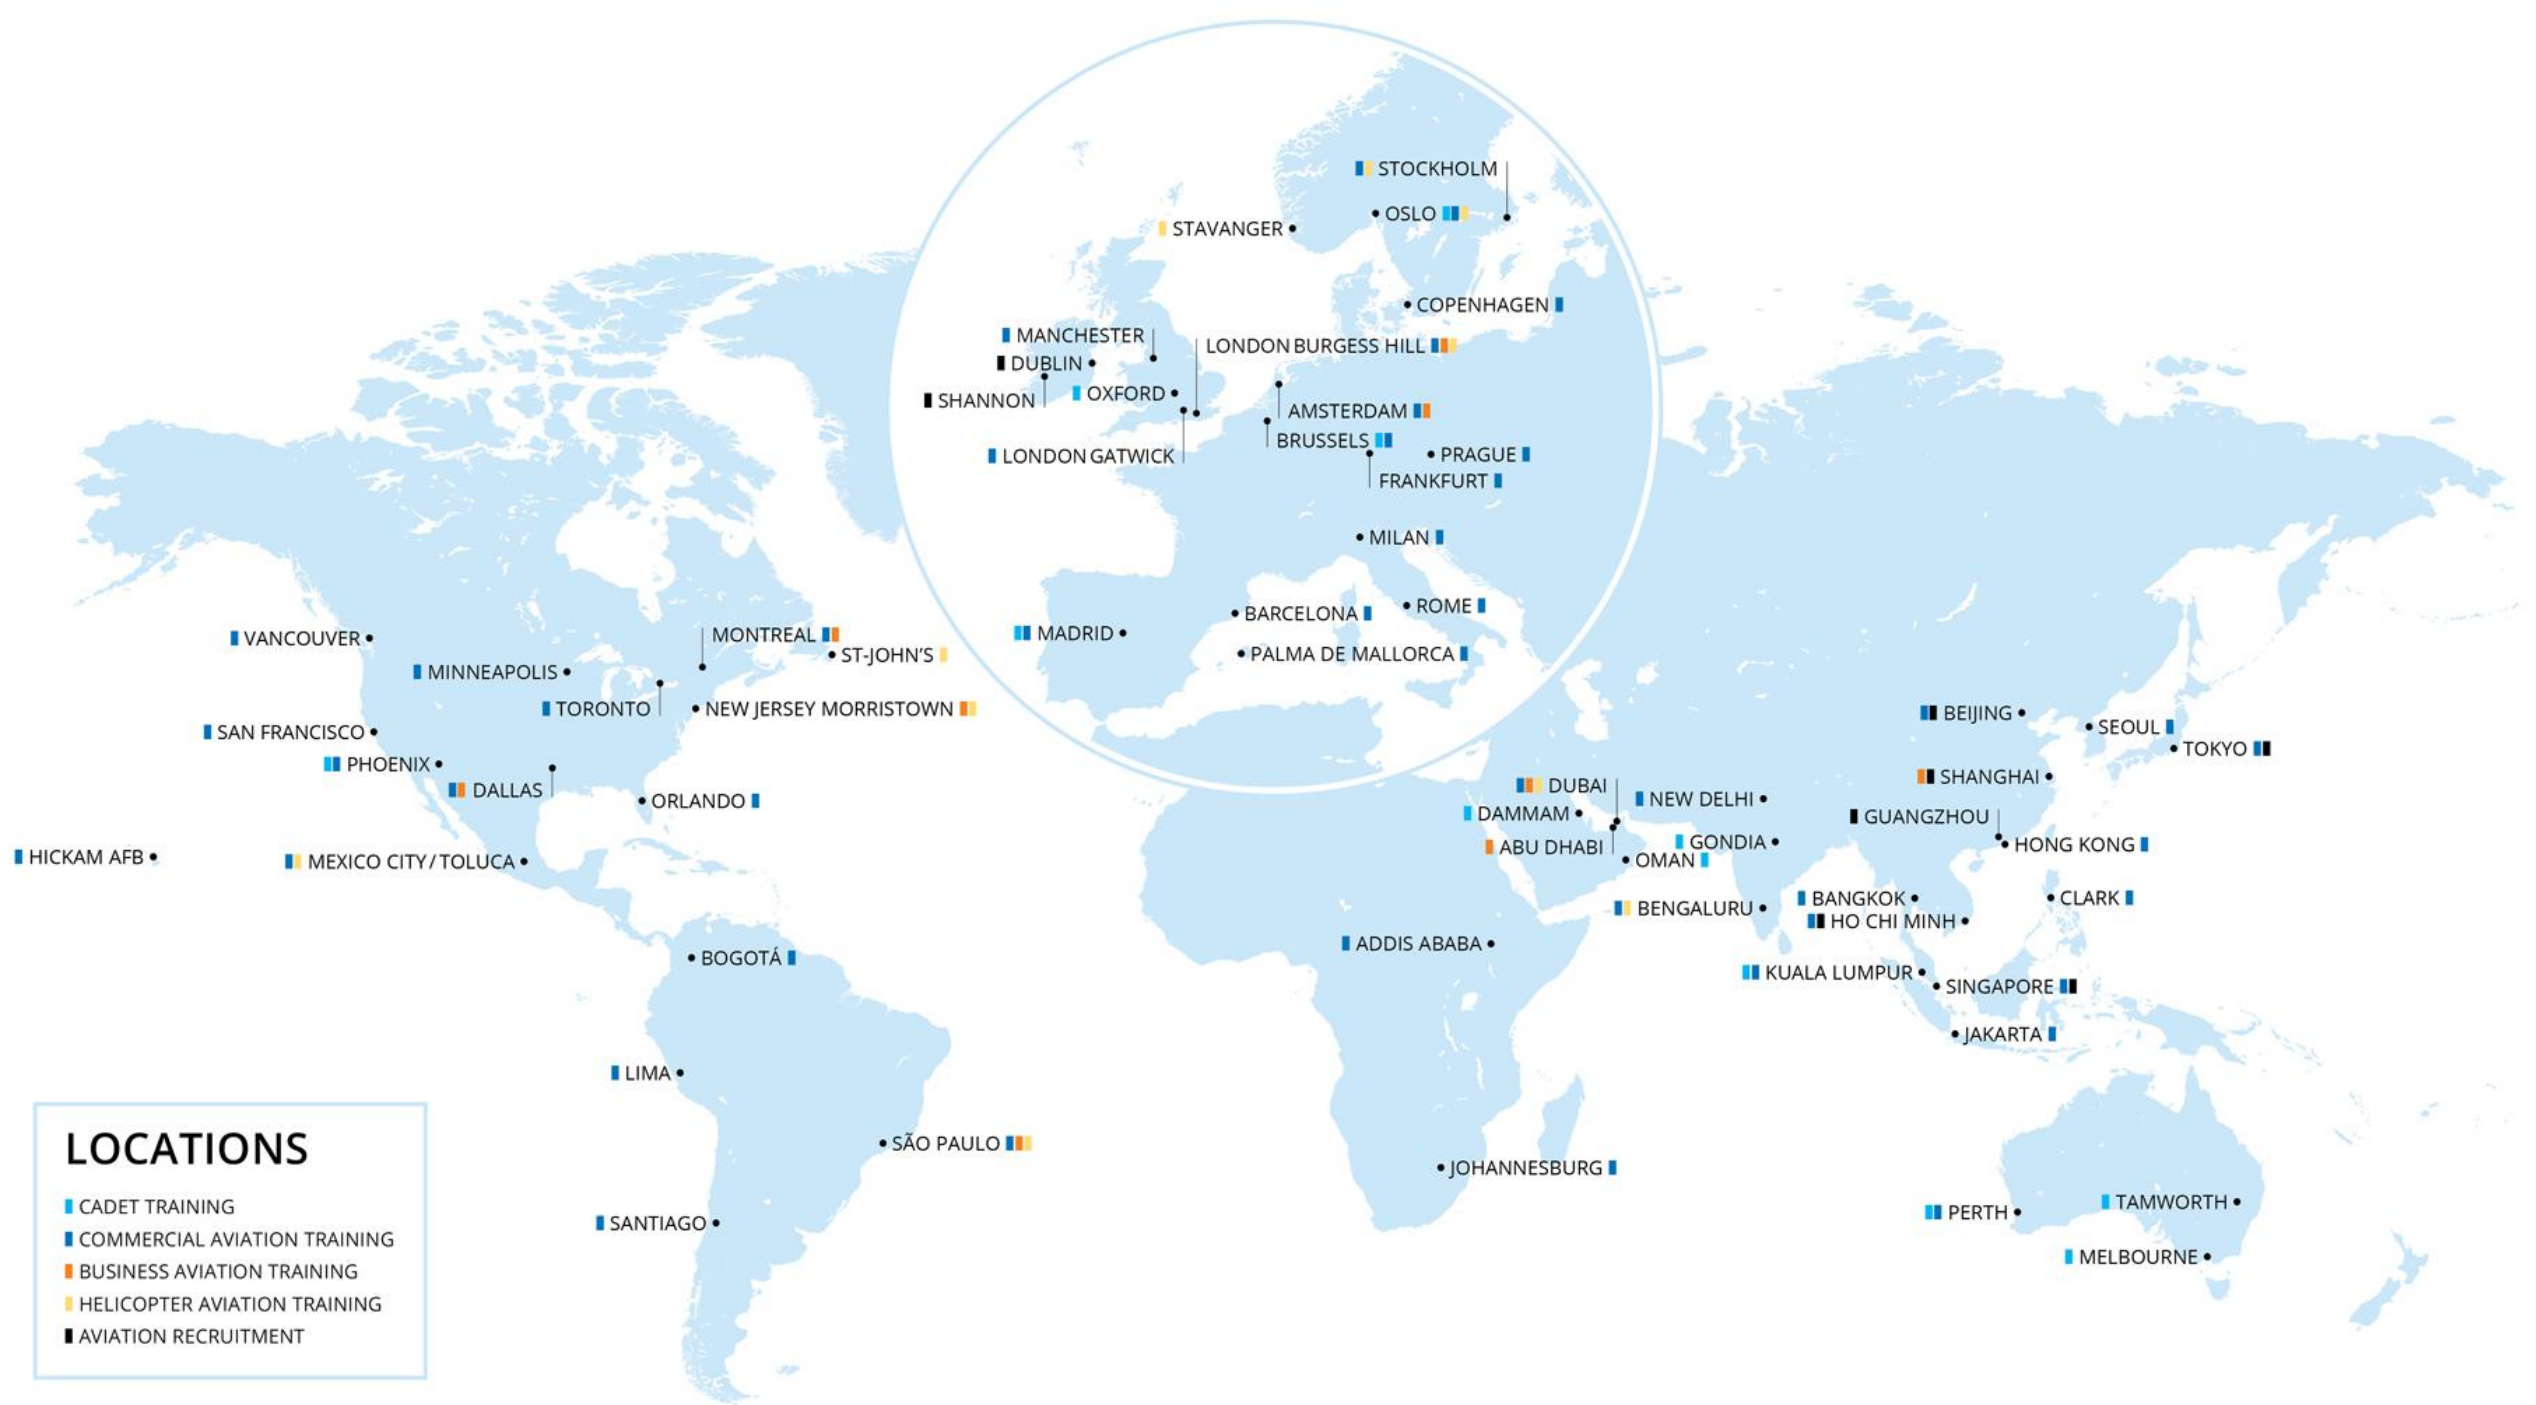 STOCKHOLM
OSLO
STAVANGER
COPENHAGEN
MANCHESTER
LONDON BURGESS HILL
DUBLIN
OXFORD
SHANNON
AMSTERDAM
BRUSSELS
LONDON GATWICK
PRAGUE
FRANKFURT
MILAN
BARCELONA
ROME
MADRID
PALMA DE MALLORCA
VANCOUVER
MONTREAL
ST-JOHN'S
MINNEAPOLIS
TORONTO
NEW JERSEY MORRISTOWN
SAN FRANCISCO
PHOENIX
DALLAS
ORLANDO
HICKAM AFB
MEXICO CITY/TOLUCA
BOGOTÁ
LIMA
SÃO PAULO
SANTIAGO
BEIJING
SEOUL
TOKYO
SHANGHAI
DUBAI
NEW DELHI
DAMMAM
GUANGZHOU
ABU DHABI
GONDIA
HONG KONG
OMAN
BANGKOK
CLARK
BENGALURU
HO CHI MINH
ADDIS ABABA
KUALA LUMPUR
SINGAPORE
JAKARTA
JOHANNESBURG
PERTH
TAMWORTH
MELBOURNE
LOCATIONS
CADET TRAINING
COMMERCIAL AVIATION TRAINING
BUSINESS AVIATION TRAINING
HELICOPTER AVIATION TRAINING
AVIATION RECRUITMENT